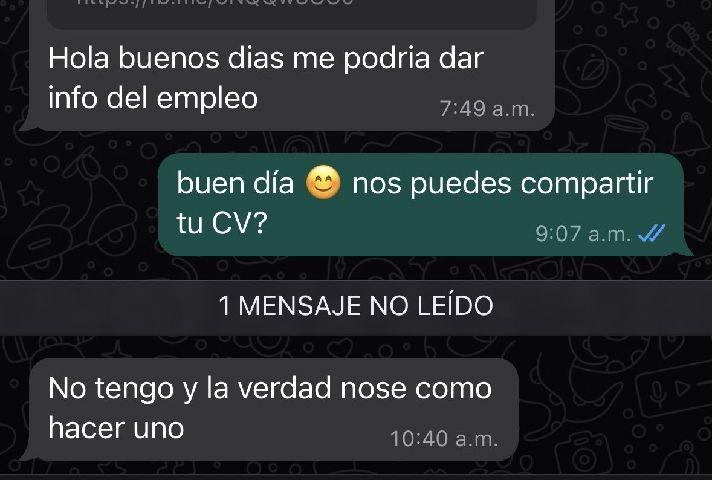 Hola buenos dias me podria dar
info del empleo
7:49 a.m.
buen día 😊 nos puedes compartir
tu CV?
9:07 a.m.
1 MENSAJE NO LEÍDO
No tengo y la verdad nose como
hacer uno
10:40 a.m.